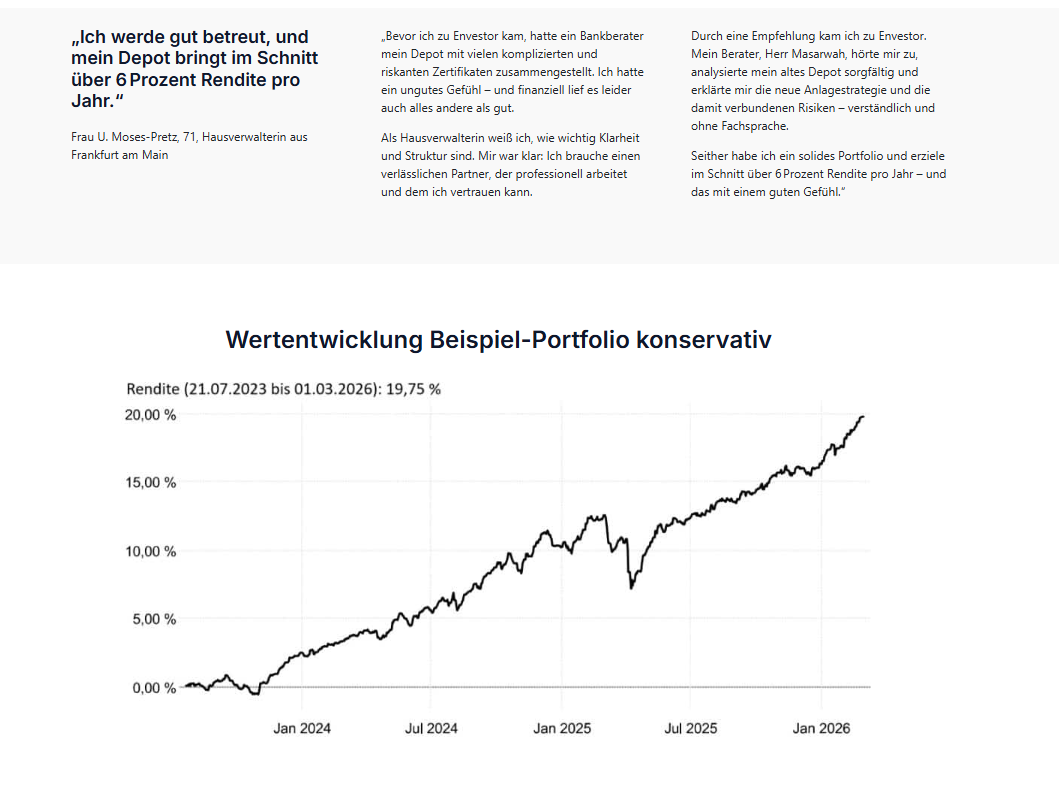 „Ich werde gut betreut, und
mein Depot bringt im Schnitt
über 6 Prozent Rendite pro
Jahr.“
Frau U. Moses-Pretz, 71, Hausverwalterin aus
Frankfurt am Main
„Bevor ich zu Envestor kam, hatte ein Bankberater
mein Depot mit vielen komplizierten und
riskanten Zertifikaten zusammengestellt. Ich hatte
ein ungutes Gefühl – und finanziell lief es leider
auch alles andere als gut.
Als Hausverwalterin weiß ich, wie wichtig Klarheit
und Struktur sind. Mir war klar: Ich brauche einen
verlässlichen Partner, der professionell arbeitet
und dem ich vertrauen kann.
Durch eine Empfehlung kam ich zu Envestor.
Mein Berater, Herr Masarwah, hörte mir zu,
analysierte mein altes Depot sorgfältig und
erklärte mir die neue Anlagestrategie und die
damit verbundenen Risiken – verständlich und
ohne Fachsprache.
Seither habe ich ein solides Portfolio und erziele
im Schnitt über 6 Prozent Rendite pro Jahr – und
das mit einem guten Gefühl.“
Wertentwicklung Beispiel-Portfolio konservativ
Rendite (21.07.2023 bis 01.03.2026): 19,75 %
20,00 %
15,00 %
10,00 %
5,00 %
0,00 %
Jan 2024
Jul 2024
Jan 2025
Jul 2025
Jan 2026